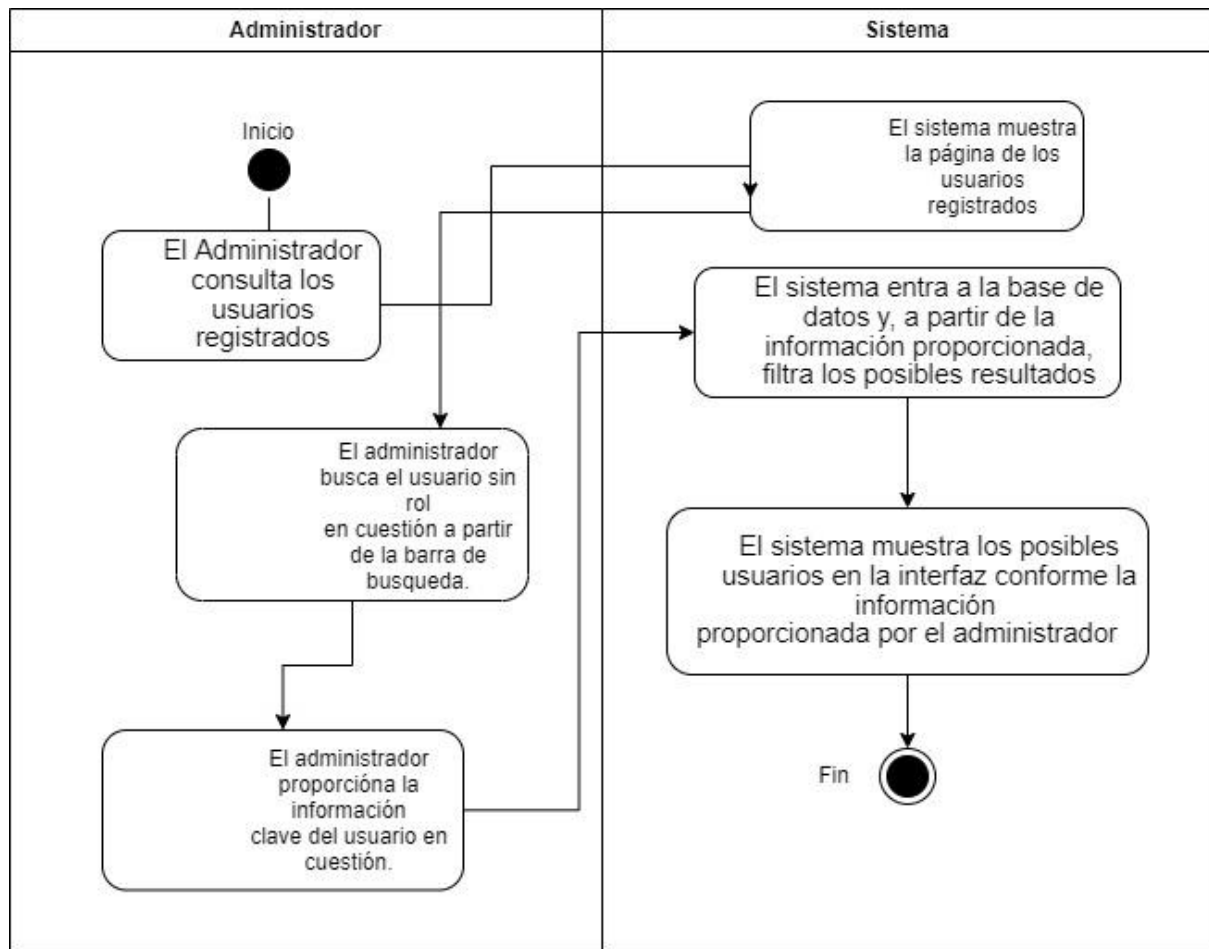 Administrador
Sistema
Inicio
El Administrador
consulta los
usuarios
registrados
El sistema muestra
la página de los
usuarios
registrados
El administrador
busca el usuario sin
rol
en cuestión a partir
de la barra de
busqueda.
El administrador
proporcióna la
información
clave del usuario en
cuestión.
El sistema entra a la base de
datos y, a partir de la
información proporcionada,
filtra los posibles resultados
El sistema muestra los posibles
usuarios en la interfaz conforme la
información
proporcionada por el administrador
Fin